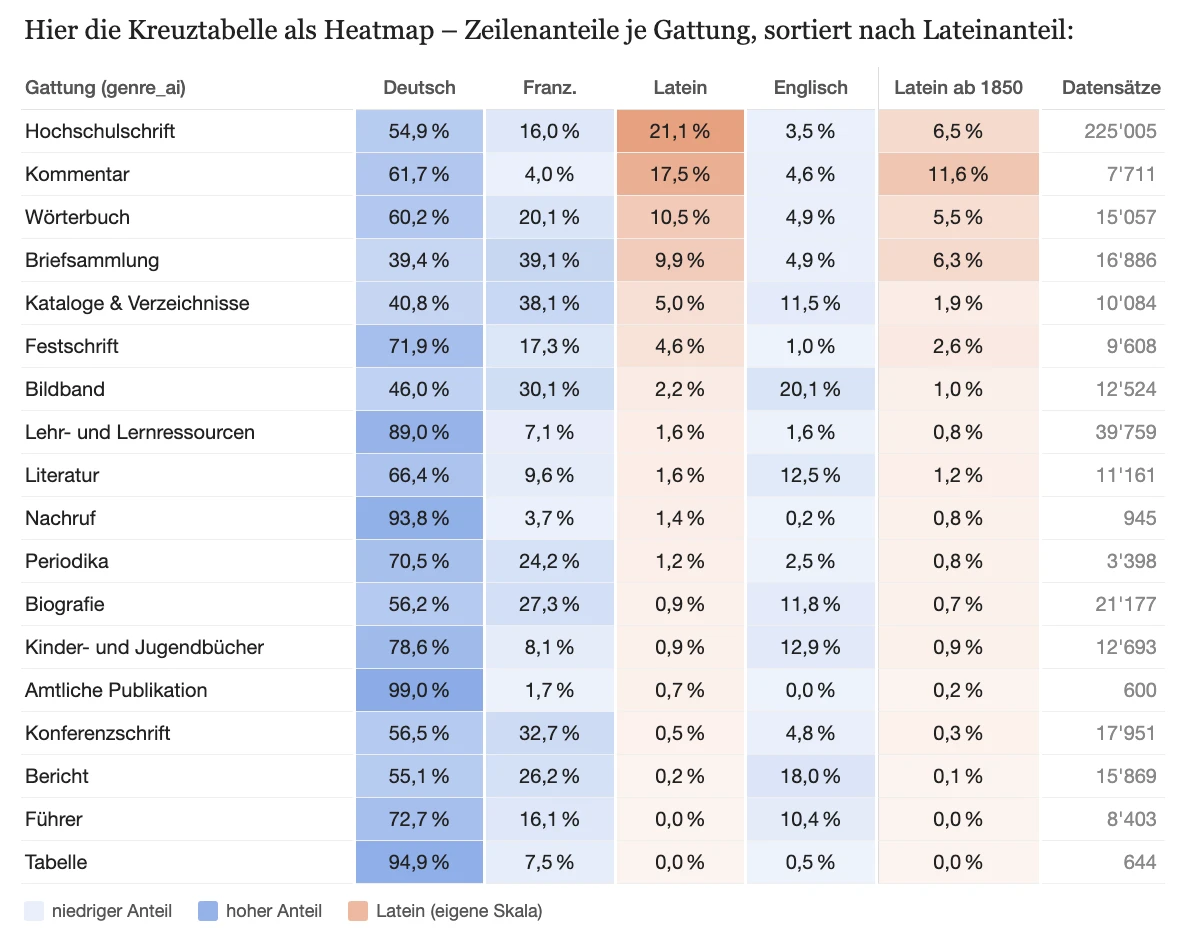 Hier die Kreuztabelle als Heatmap – Zeilenanteile je Gattung, sortiert nach Lateinanteil:
Gattung (genre_ai) Deutsch Franz. Latein Englisch Latein ab 1850 Datensätze
Hochschulschrift 54,9 % 16,0 % 21,1 % 3,5 % 6,5 % 225'005
Kommentar 61,7 % 4,0 % 17,5 % 4,6 % 11,6 % 7'711
Wörterbuch 60,2 % 20,1 % 10,5 % 4,9 % 5,5 % 15'057
Briefsammlung 39,4 % 39,1 % 9,9 % 4,9 % 6,3 % 16'886
Kataloge & Verzeichnisse 40,8 % 38,1 % 5,0 % 11,5 % 1,9 % 10'084
Festschrift 71,9 % 17,3 % 4,6 % 1,0 % 2,6 % 9'608
Bildband 46,0 % 30,1 % 2,2 % 20,1 % 1,0 % 12'524
Lehr- und Lernressourcen 89,0 % 7,1 % 1,6 % 1,6 % 0,8 % 39'759
Literatur 66,4 % 9,6 % 1,6 % 12,5 % 1,2 % 11'161
Nachruf 93,8 % 3,7 % 1,4 % 0,2 % 0,8 % 945
Periodika 70,5 % 24,2 % 1,2 % 2,5 % 0,8 % 3'398
Biografie 56,2 % 27,3 % 0,9 % 11,8 % 0,7 % 21'177
Kinder- und Jugendbücher 78,6 % 8,1 % 0,9 % 12,9 % 0,9 % 12'693
Amtliche Publikation 99,0 % 1,7 % 0,7 % 0,0 % 0,2 % 600
Konferenzschrift 56,5 % 32,7 % 0,5 % 4,8 % 0,3 % 17'951
Bericht 55,1 % 26,2 % 0,2 % 18,0 % 0,1 % 15'869
Führer 72,7 % 16,1 % 0,0 % 10,4 % 0,0 % 8'403
Tabelle 94,9 % 7,5 % 0,0 % 0,5 % 0,0 % 644
niedriger Anteil hoher Anteil Latein (eigene Skala)